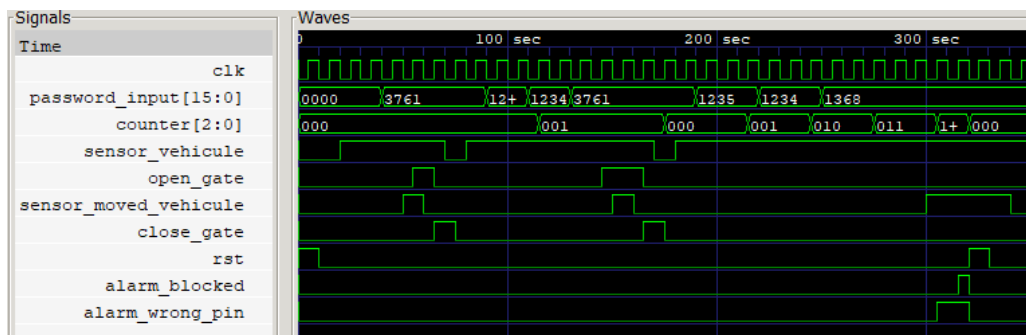 Signals
Waves
Time
0 100 sec 200 sec 300 sec
clk
password_input[15:0] 0000 3761 12+ 1234 3761 1235 1234 1368
counter[2:0] 000 001 000 001 010 011 1+ 000
sensor_vehicule
open_gate
sensor_moved_vehicule
close_gate
rst
alarm_blocked
alarm_wrong_pin